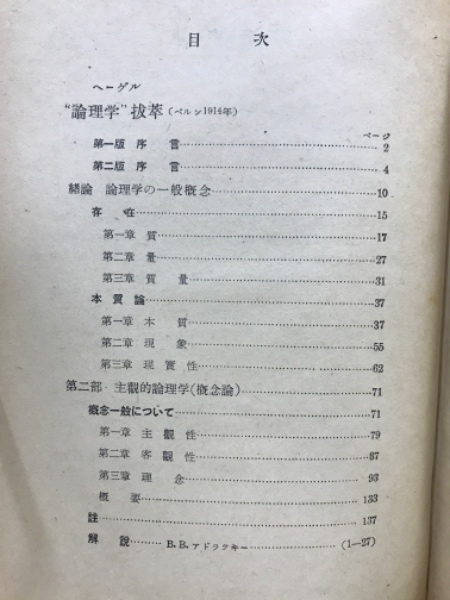 目 次
ヘーゲル
“論理学”抜萃(ベルン1914年)
ページ
第一版 序 言……2
第二版 序 言……4
緒論 論理学の一般概念……10
存 在……15
第一章 質……17
第二章 量……27
第三章 質 量……31
本 質 論……37
第一章 本 質……37
第二章 現 象……55
第三章 現 実 性……62
第二部 主観的論理学(概念論)……71
概念一般について……71
第一章 主 観 性……79
第二章 客 観 性……87
第三章 理 念……93
概 要……133
註……137
解 説……B.B.アドラツキー……(1—27)